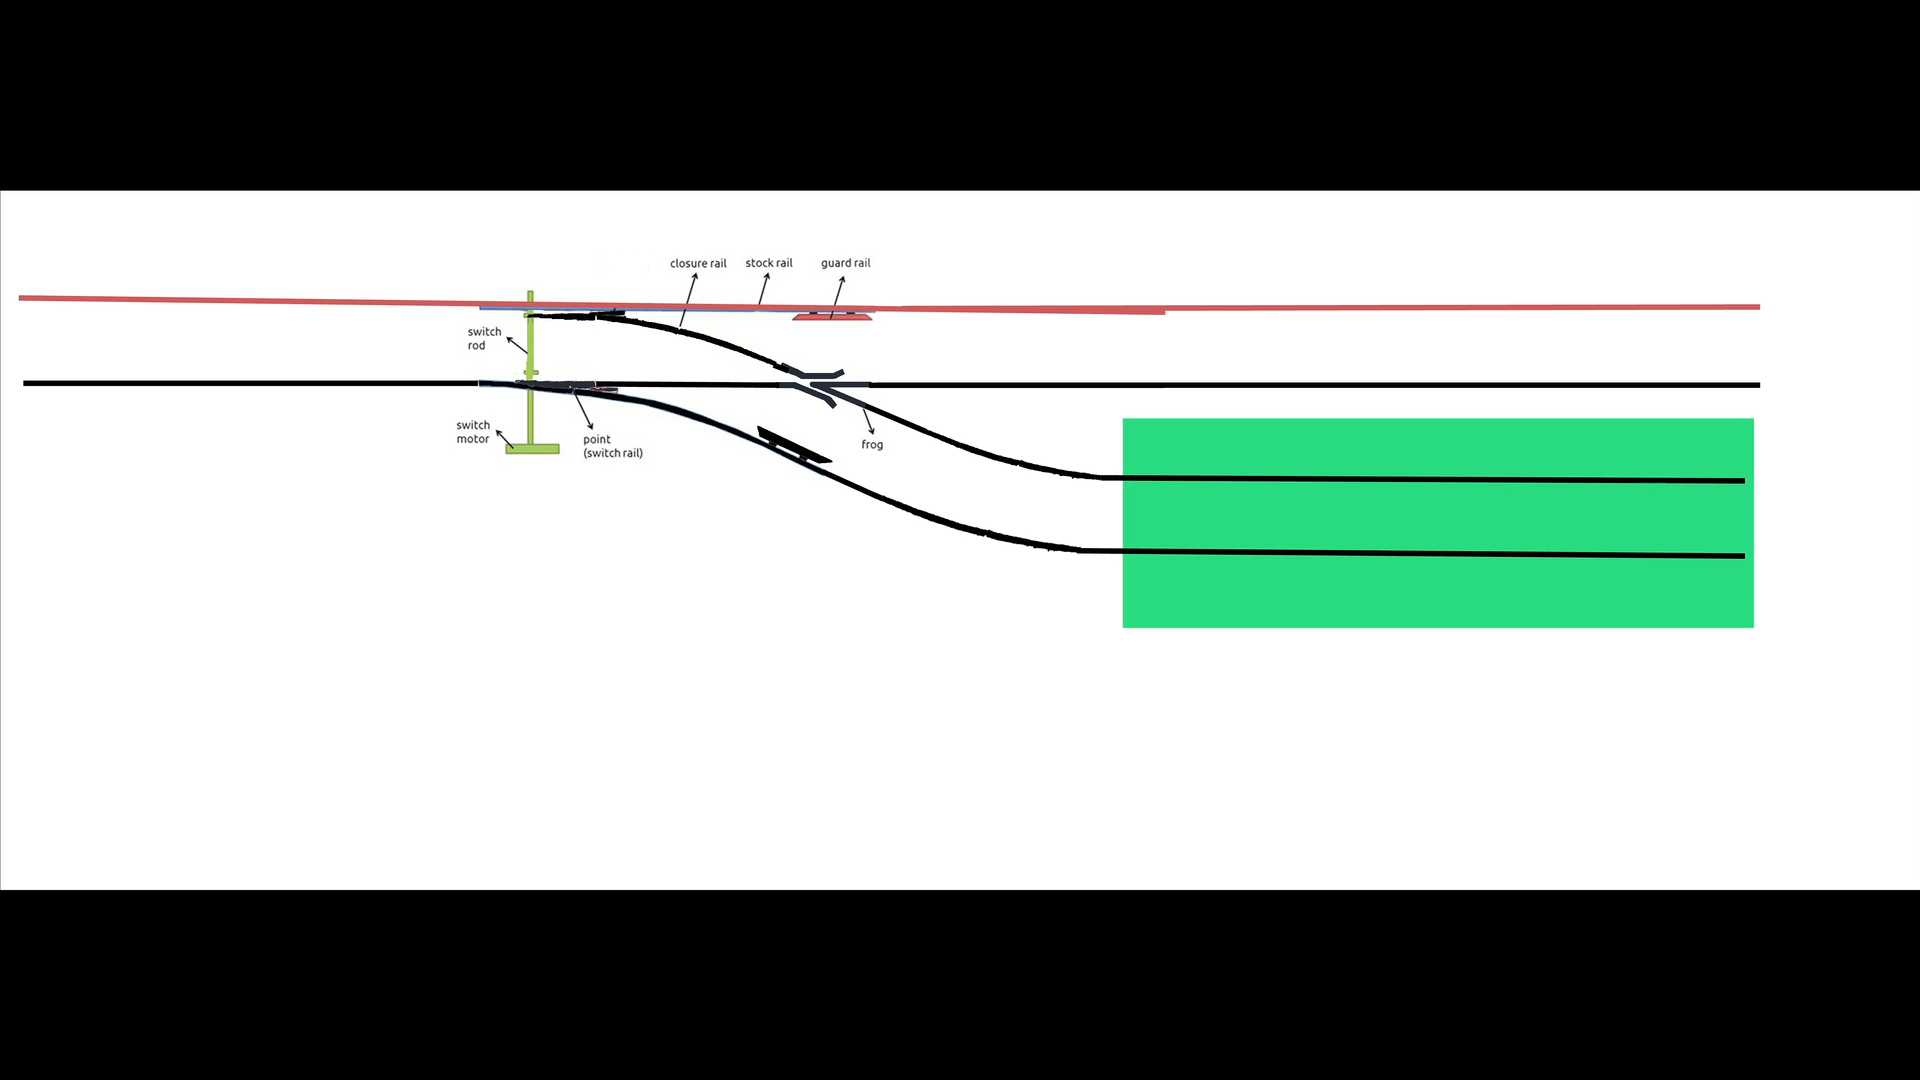 closure rail
stock rail
guard rail
switch
rod
switch
motor
point
(switch rail)
frog